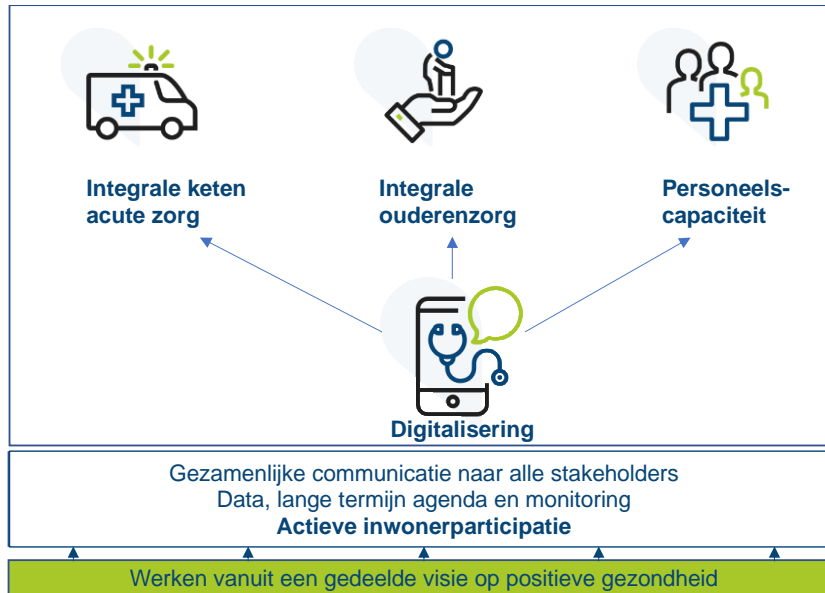 Integrale keten
acute zorg
Integrale
ouderenzorg
Personeels-
capaciteit
Digitalisering
Gezamenlijke communicatie naar alle stakeholders
Data, lange termijn agenda en monitoring
Actieve inwonerparticipatie
Werken vanuit een gedeelde visie op positieve gezondheid